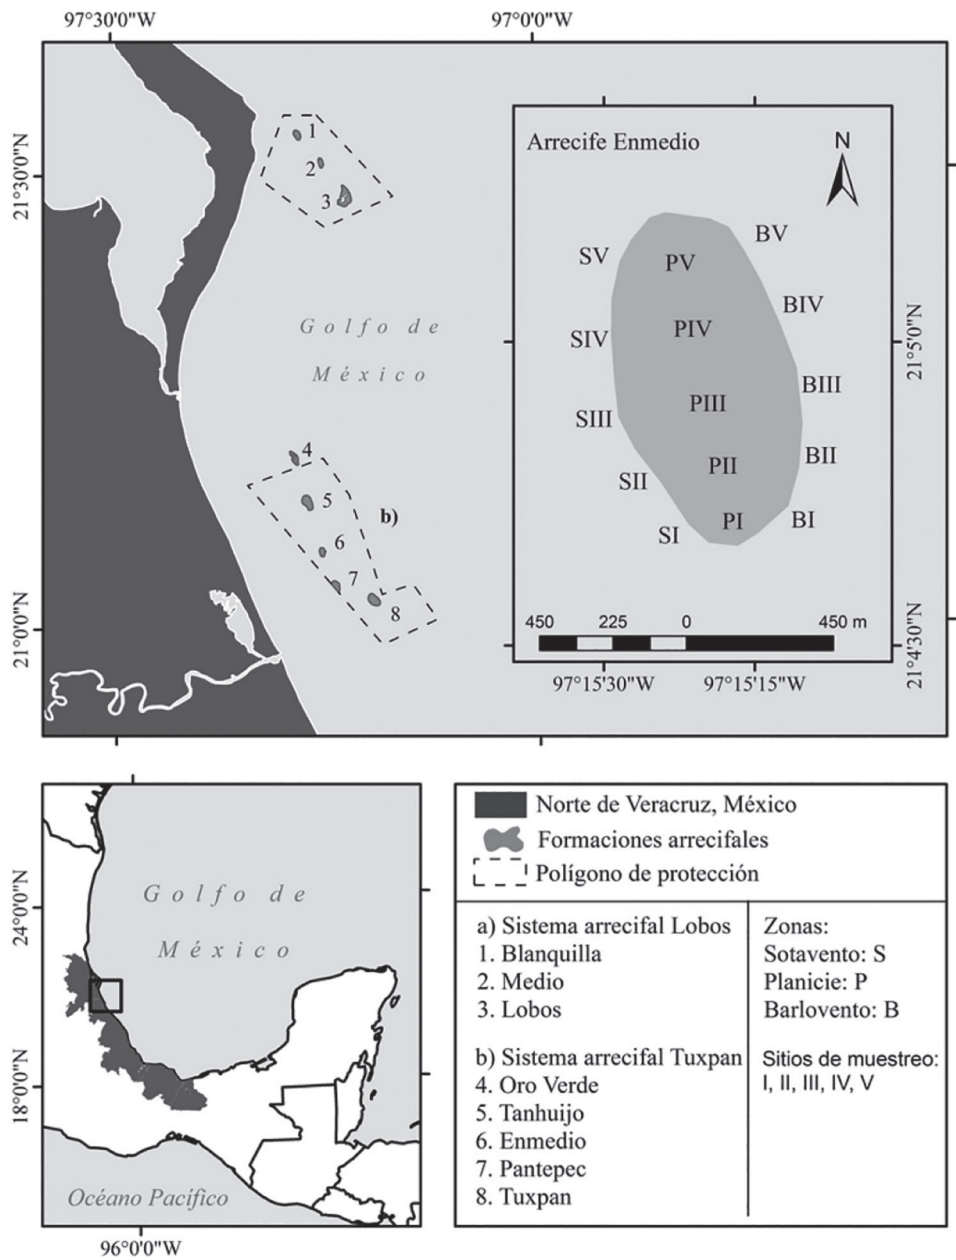 97°30'0"W
97°0'0"W
21°30'0"N
21°0'0"N
1
2
3
Golfo de
México
4
5
b)
6
7
8
Arrecife Enmedio
N
BV
SV
PV
BIV
SIV
PIV
BIII
SIII
PIII
BII
SII
PII
BI
SI
PI
450 225 0 450 m
21°5'0"N
21°4'30"N
97°15'30"W
97°15'15"W
Golfo de
México
24°0'0"N
18°0'0"N
Océano Pacífico
96°0'0"W
Norte de Veracruz, México
Formaciones arrecifales
Polígono de protección
a) Sistema arrecifal Lobos
1. Blanquilla
2. Medio
3. Lobos
b) Sistema arrecifal Tuxpan
4. Oro Verde
5. Tanhuijo
6. Enmedio
7. Pantepec
8. Tuxpan
Zonas:
Sotavento: S
Planicie: P
Barlovento: B
Sitios de muestreo:
I, II, III, IV, V